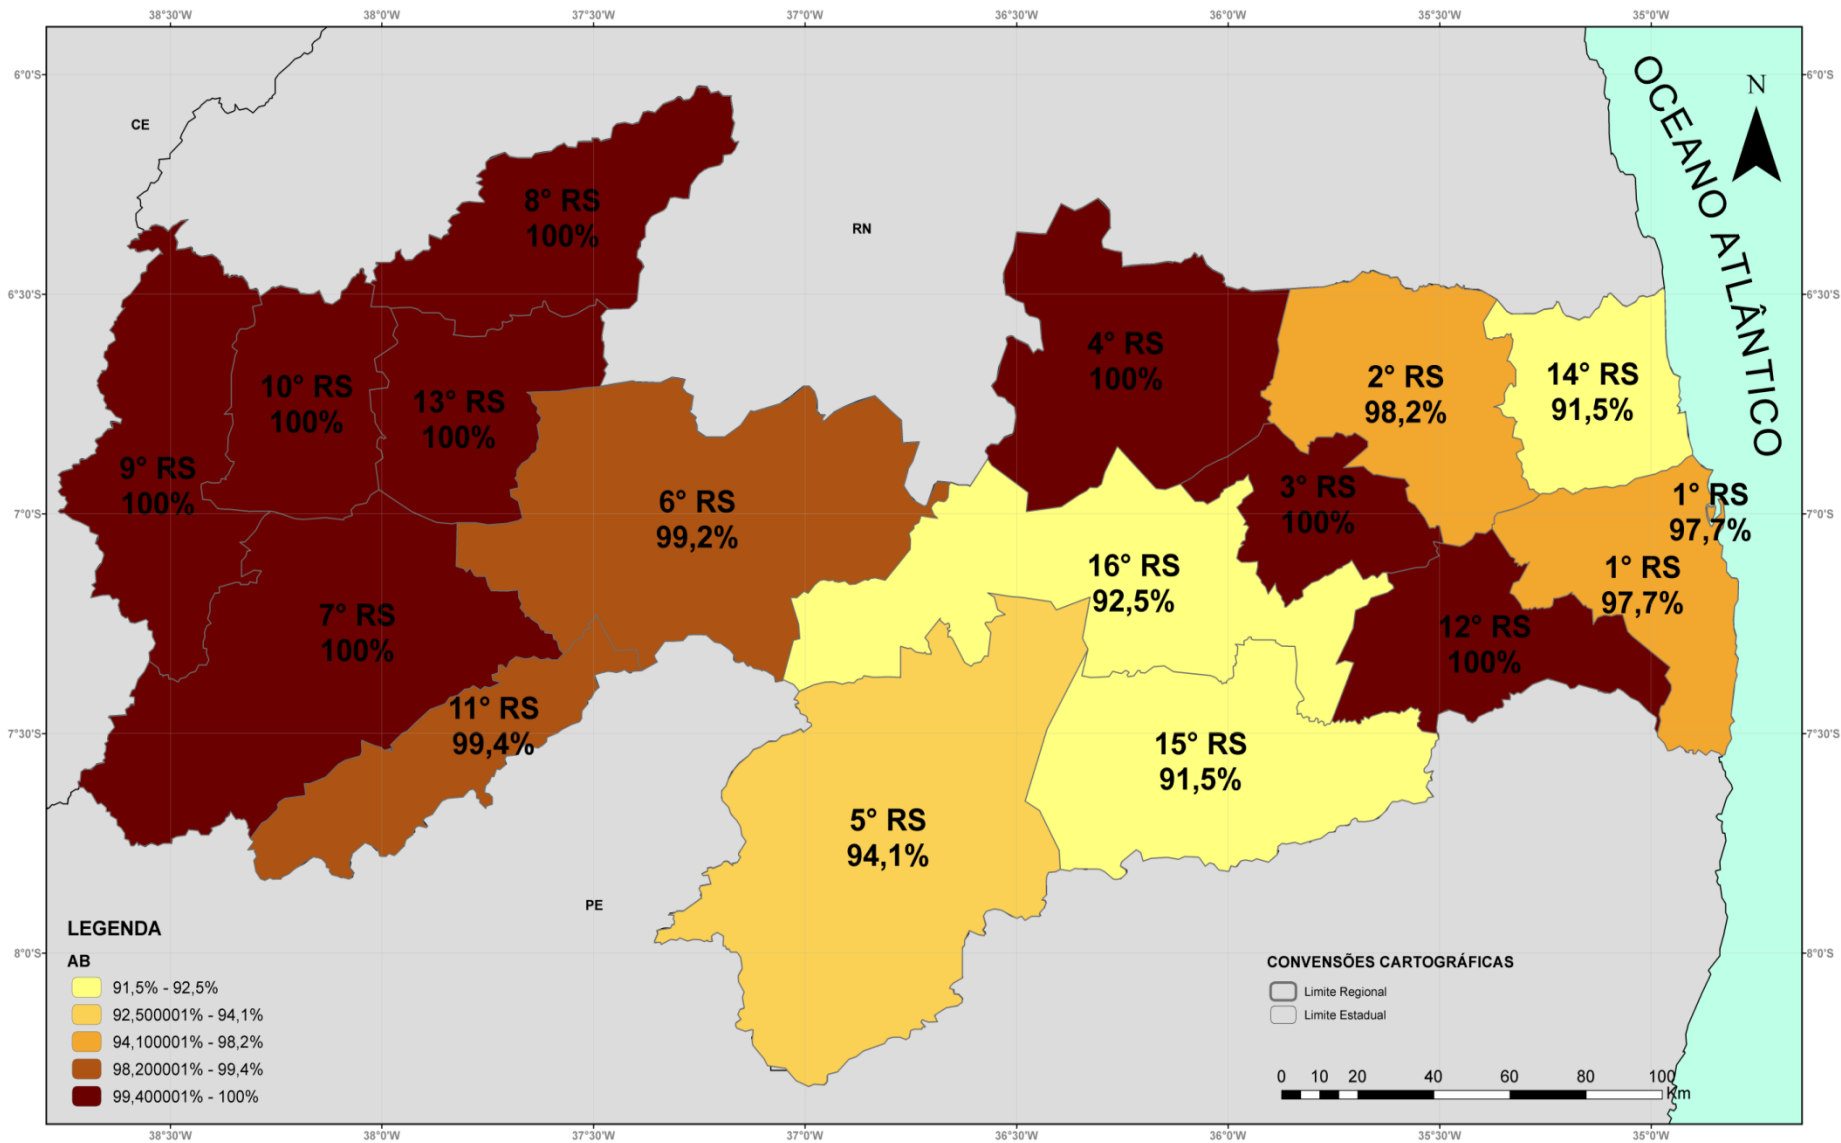 38°30'W 38°0'W 37°30'W 37°0'W 36°30'W 36°0'W 35°30'W 35°0'W
6°0'S
6°0'S
OCEANO ATLÂNTICO
N
CE
RN
8° RS
100%
6°30'S
6°30'S
4° RS
100%
2° RS
98,2%
14° RS
91,5%
10° RS
100%
13° RS
100%
9° RS
100%
6° RS
99,2%
3° RS
100%
1° RS
97,7%
7°0'S
7°0'S
16° RS
92,5%
1° RS
97,7%
7° RS
100%
12° RS
100%
11° RS
99,4%
15° RS
91,5%
7°30'S
7°30'S
5° RS
94,1%
PE
8°0'S
8°0'S
LEGENDA
AB
91,5% - 92,5%
92,500001% - 94,1%
94,100001% - 98,2%
98,200001% - 99,4%
99,400001% - 100%
CONVENSÕES CARTOGRÁFICAS
Limite Regional
Limite Estadual
0 10 20 40 60 80 100
Km
38°30'W 38°0'W 37°30'W 37°0'W 36°30'W 36°0'W 35°30'W 35°0'W